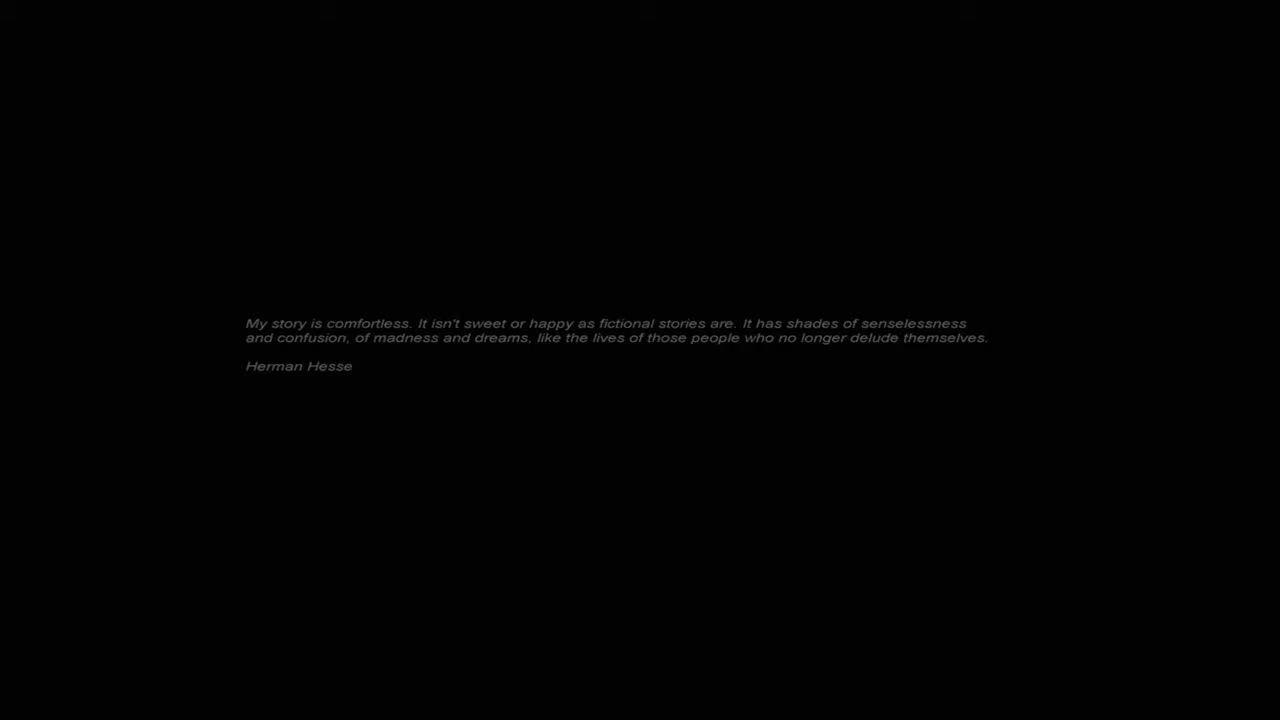 My story is comfortless. It isn't sweet or happy as fictional stories are. It has shades of senselessness
and confusion, of madness and dreams, like the lives of those people who no longer delude themselves.
Herman Hesse